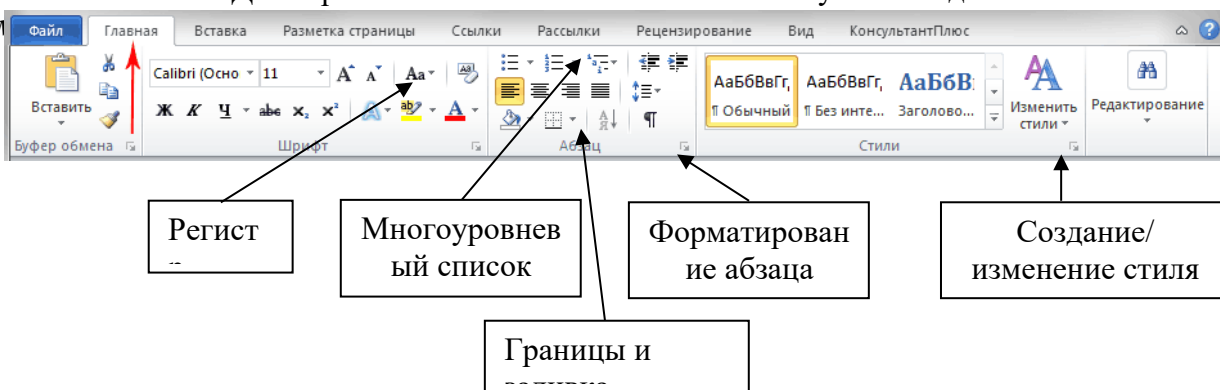 Файл Главная Вставка Разметка страницы Ссылки Рассылки Рецензирование Вид КонсультантПлюс
Calibri (Осно 11 Aa
АаБбВвГг, АаБбВвГг, АаБбВ
Вставить
Ж К Ч abc x₂ x² ab A
¶ Обычный ¶ Без инте... Заголово...
Изменить
стили
Редактирование
Буфер обмена Шрифт Абзац Стили
Регист
Многоуровнев
ый список
Форматирован
ие абзаца
Создание/
изменение стиля
Границы и